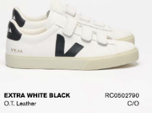 EXTRA WHITE BLACK RC0502790
O.T. Leather C/O